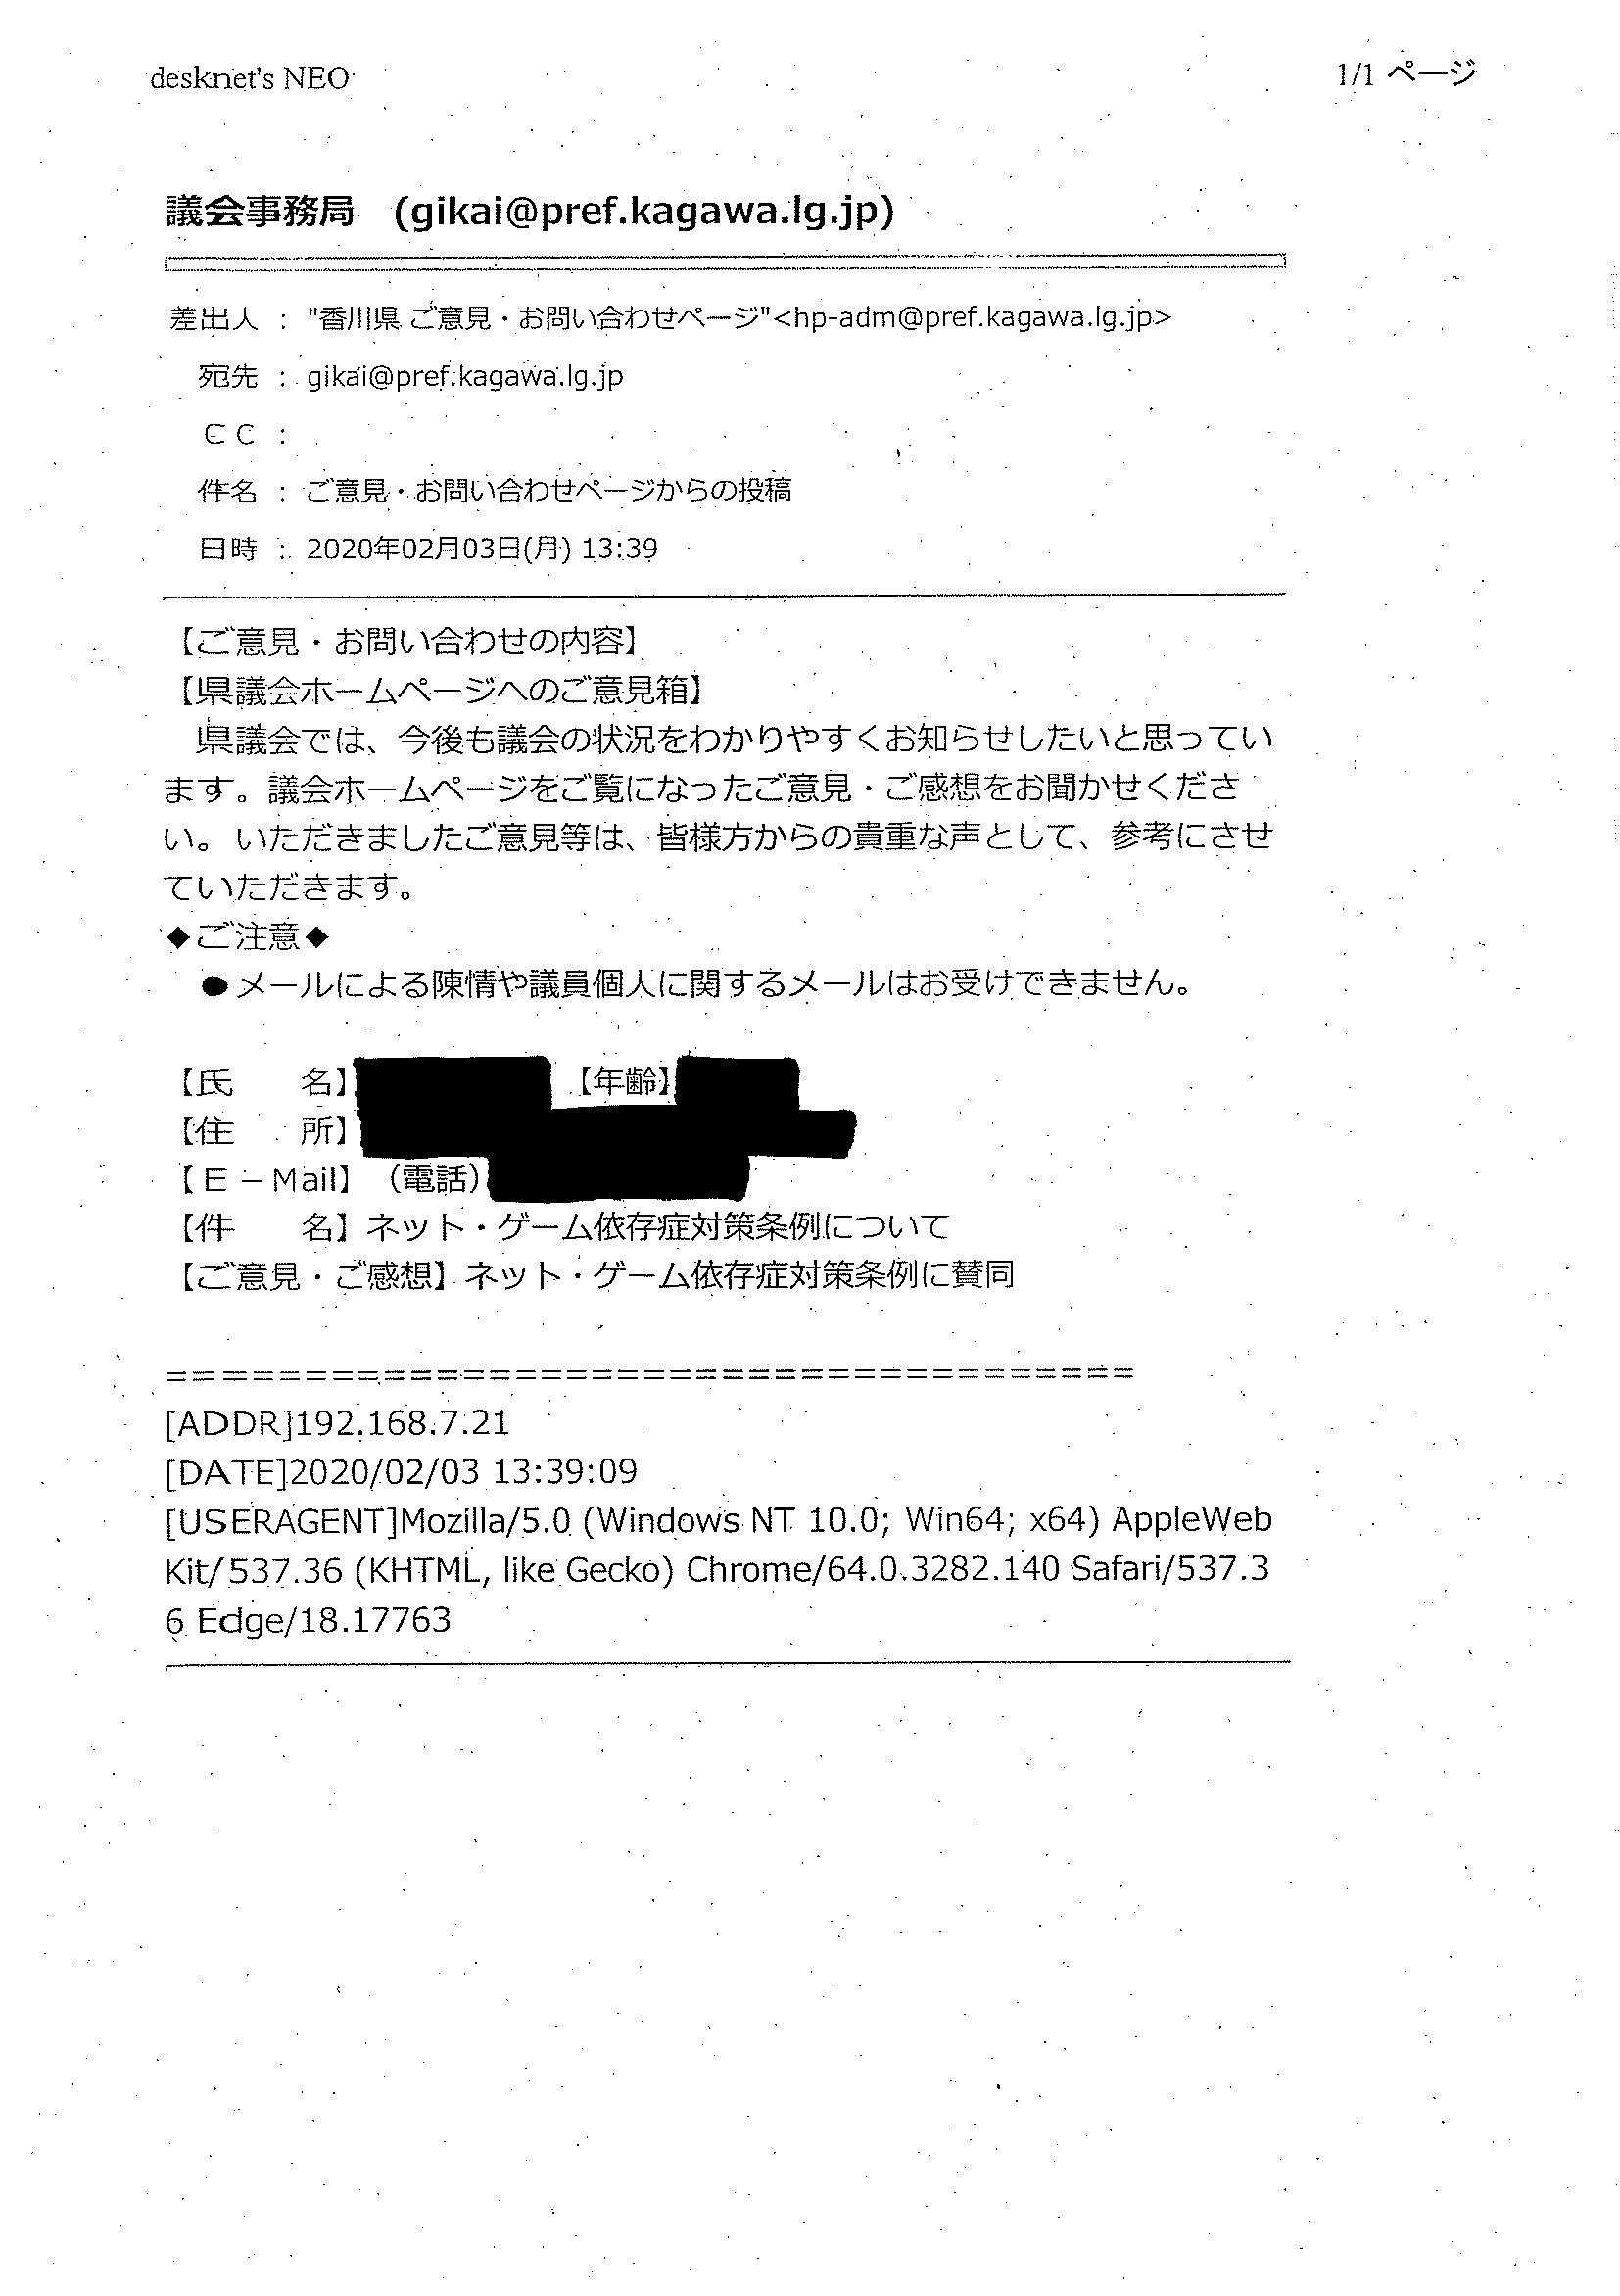 desknet's NEO
1/1 ページ
議会事務局 (gikai@pref.kagawa.lg.jp)
差出人 : "香川県 ご意見・お問い合わせページ"<hp-adm@pref.kagawa.lg.jp>
宛先 : gikai@pref.kagawa.lg.jp
CC :
件名 : ご意見・お問い合わせページからの投稿
日時 : 2020年02月03日(月) 13:39
【ご意見・お問い合わせの内容】
【県議会ホームページへのご意見箱】
県議会では、今後も議会の状況をわかりやすくお知らせしたいと思ってい
ます。議会ホームページをご覧になったご意見・ご感想をお聞かせくださ
い。いただきましたご意見等は、皆様方からの貴重な声として、参考にさせ
ていただきます。
◆ご注意◆
●メールによる陳情や議員個人に関するメールはお受けできません。
【氏　　名】　【年齢】
【住　　所】
【E－Mail】（電話）
【件　　名】ネット・ゲーム依存症対策条例について
【ご意見・ご感想】ネット・ゲーム依存症対策条例に賛同
=====================================
[ADDR]192.168.7.21
[DATE]2020/02/03 13:39:09
[USERAGENT]Mozilla/5.0 (Windows NT 10.0; Win64; x64) AppleWeb
Kit/537.36 (KHTML, like Gecko) Chrome/64.0.3282.140 Safari/537.3
6 Edge/18.17763